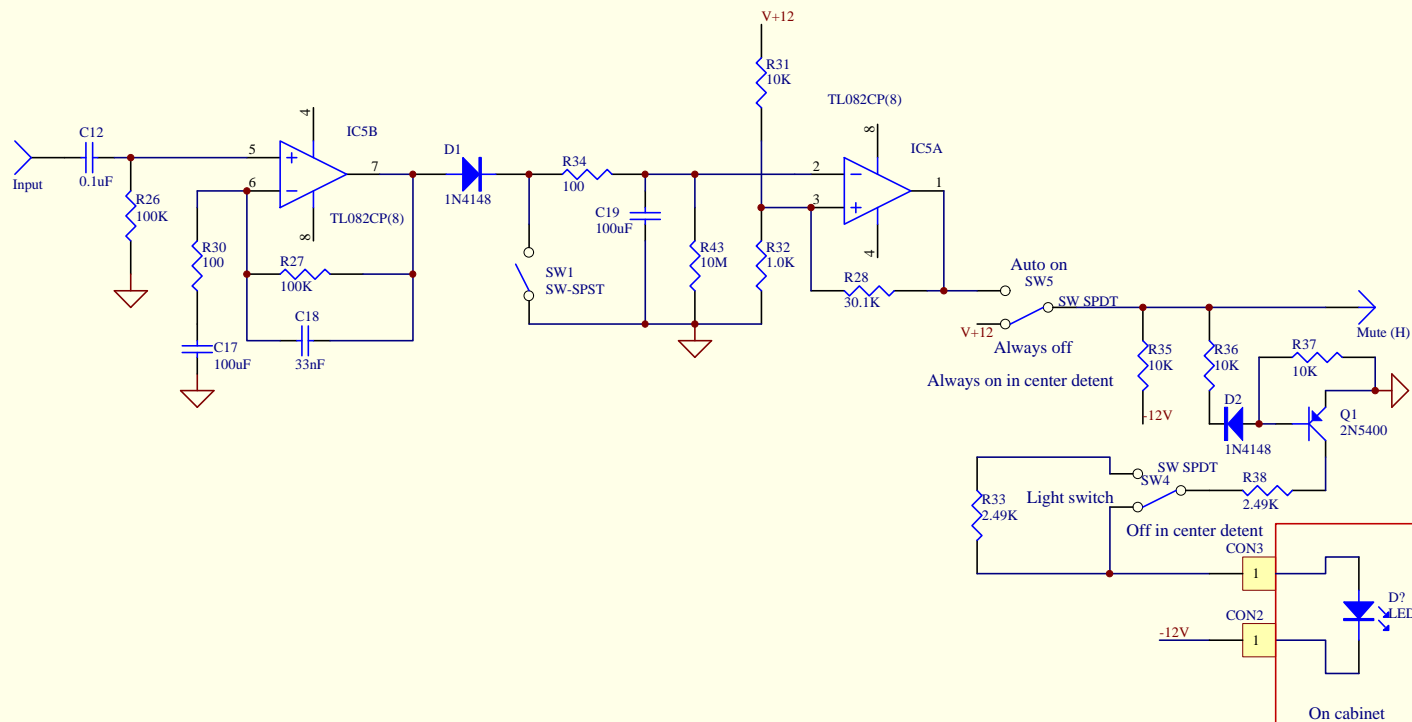 V+12
R31
10K
TL082CP(8)
8
IC5A
2
3
1
4
C12
0.1uF
Input
R26
100K
4
IC5B
5
6
7
TL082CP(8)
8
D1
1N4148
R34
100
C19
100uF
R43
10M
R32
1.0K
R28
30.1K
R30
100
R27
100K
C18
33nF
C17
100uF
SW1
SW-SPST
Auto on
SW5
SW SPDT
V+12
Always off
Always on in center detent
Mute (H)
R35
10K
-12V
R36
10K
R37
10K
D2
1N4148
Q1
2N5400
SW SPDT
SW4
Light switch
R33
2.49K
R38
2.49K
Off in center detent
CON3
1
CON2
1
-12V
D?
LED
On cabinet